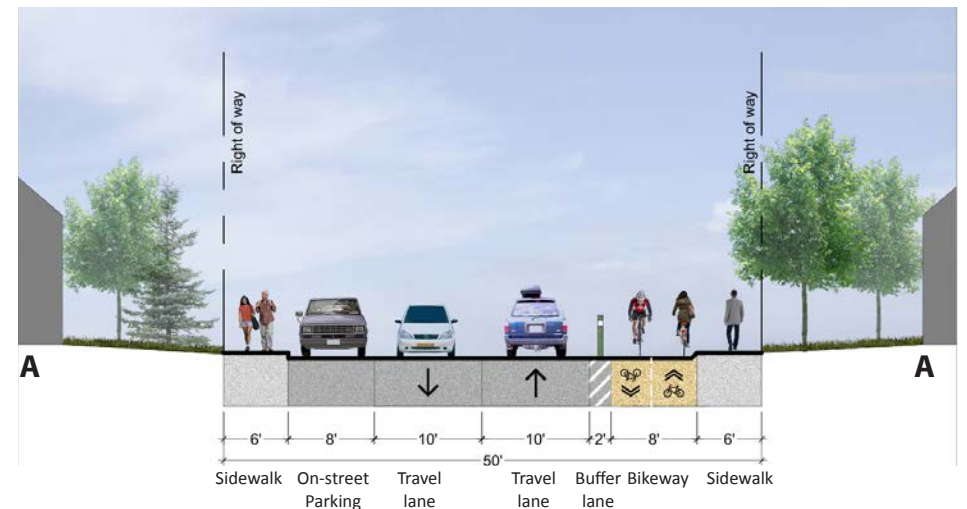 Right of way
Right of way
A
A
6'
8'
10'
10'
2'
8'
6'
50'
Sidewalk
On-street
Parking
Travel
lane
Travel
lane
Buffer
lane
Bikeway
Sidewalk